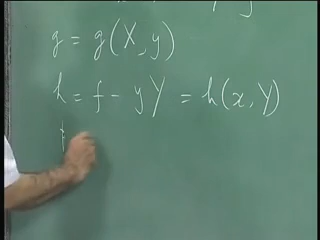 g = g(X, y)
h = f - yY = h(x, Y)